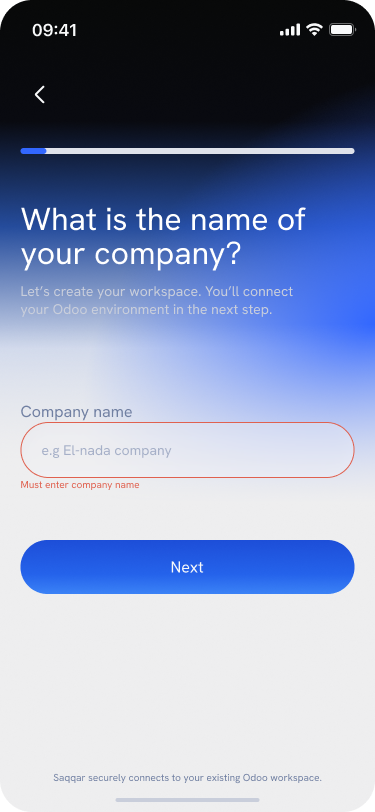 09:41
What is the name of
your company?
Let's create your workspace. You'll connect
your Odoo environment in the next step.
Company name
e.g El-nada company
Must enter company name
Next
Saqqar securely connects to your existing Odoo workspace.